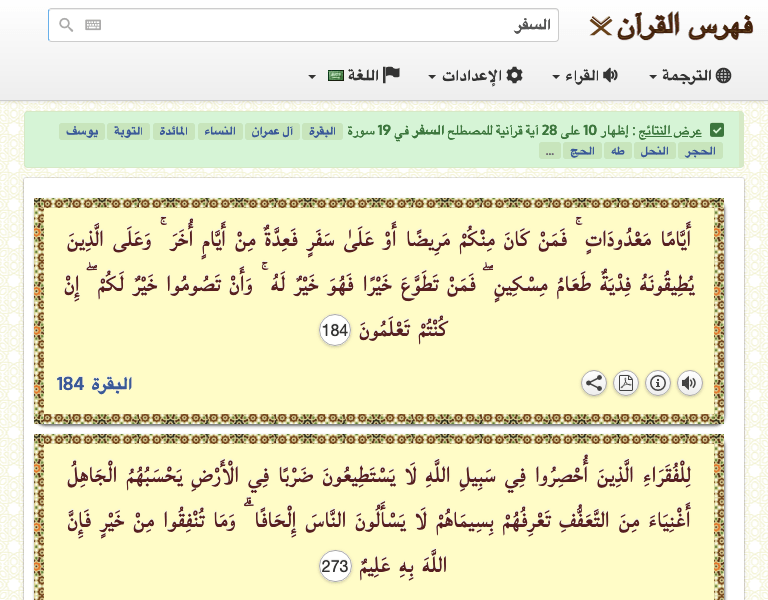 فهرس القرآن
السفر
الترجمة القراء الإعدادات اللغة
عرض النتائج : إظهار 10 على 28 آية قرآنية للمصطلح السفر في 19 سورة البقرة آل عمران النساء المائدة التوبة يوسف
الحجر النحل طه الحج ...
أَيَّامًا مَعْدُودَاتٍ ۚ فَمَنْ كَانَ مِنْكُمْ مَرِيضًا أَوْ عَلَىٰ سَفَرٍ فَعِدَّةٌ مِنْ أَيَّامٍ أُخَرَ ۚ وَعَلَى الَّذِينَ
يُطِيقُونَهُ فِدْيَةٌ طَعَامُ مِسْكِينٍ ۖ فَمَنْ تَطَوَّعَ خَيْرًا فَهُوَ خَيْرٌ لَهُ ۚ وَأَنْ تَصُومُوا خَيْرٌ لَكُمْ ۖ إِنْ
كُنْتُمْ تَعْلَمُونَ 184
البقرة 184
لِلْفُقَرَاءِ الَّذِينَ أُحْصِرُوا فِي سَبِيلِ اللَّهِ لَا يَسْتَطِيعُونَ ضَرْبًا فِي الْأَرْضِ يَحْسَبُهُمُ الْجَاهِلُ
أَغْنِيَاءَ مِنَ التَّعَفُّفِ تَعْرِفُهُمْ بِسِيمَاهُمْ لَا يَسْأَلُونَ النَّاسَ إِلْحَافًا ۗ وَمَا تُنْفِقُوا مِنْ خَيْرٍ فَإِنَّ
اللَّهَ بِهِ عَلِيمٌ 273